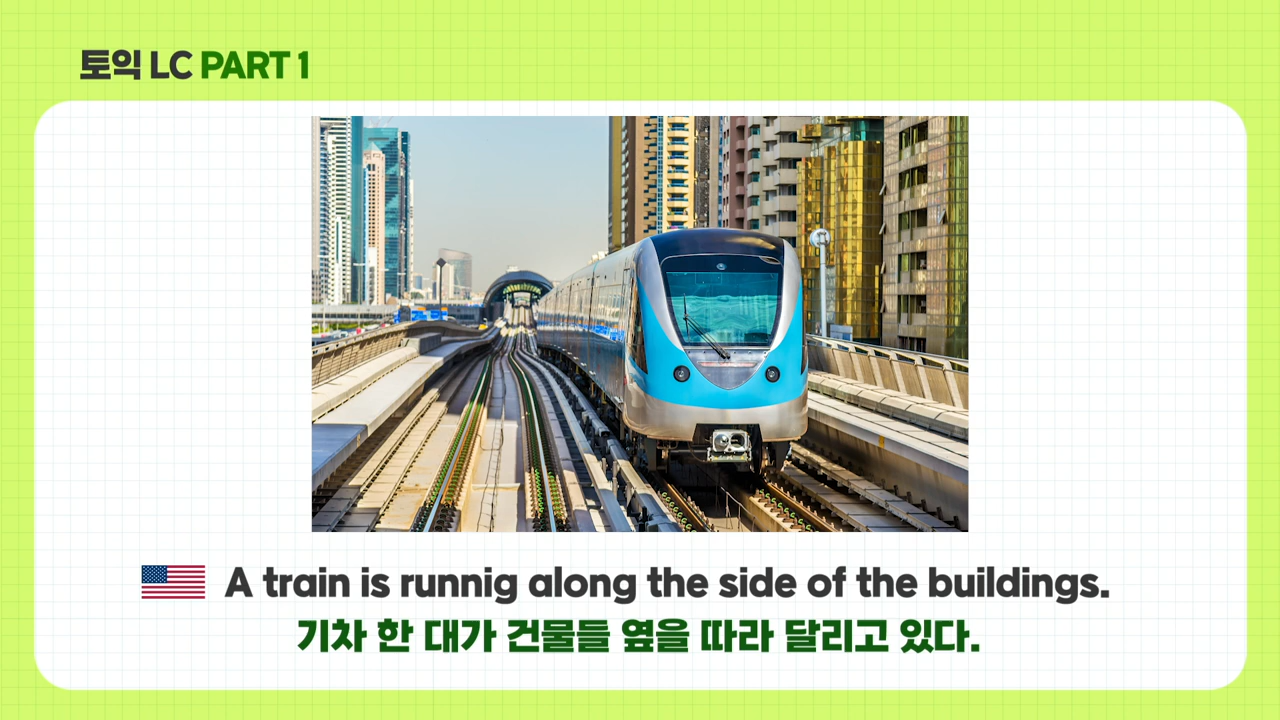 토익 LC PART 1
A train is runnig along the side of the buildings.
기차 한 대가 건물들 옆을 따라 달리고 있다.